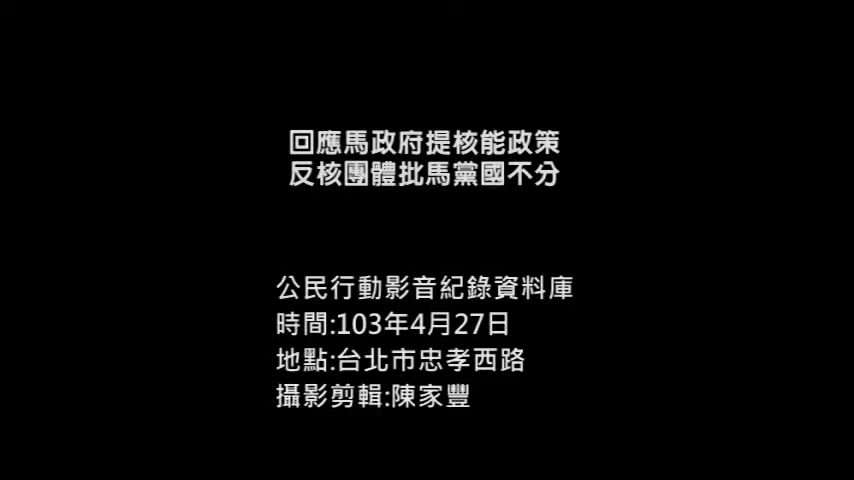 回應馬政府提核能政策
反核團體批馬黨國不分
公民行動影音紀錄資料庫
時間:103年4月27日
地點:台北市忠孝西路
攝影剪輯:陳家豐